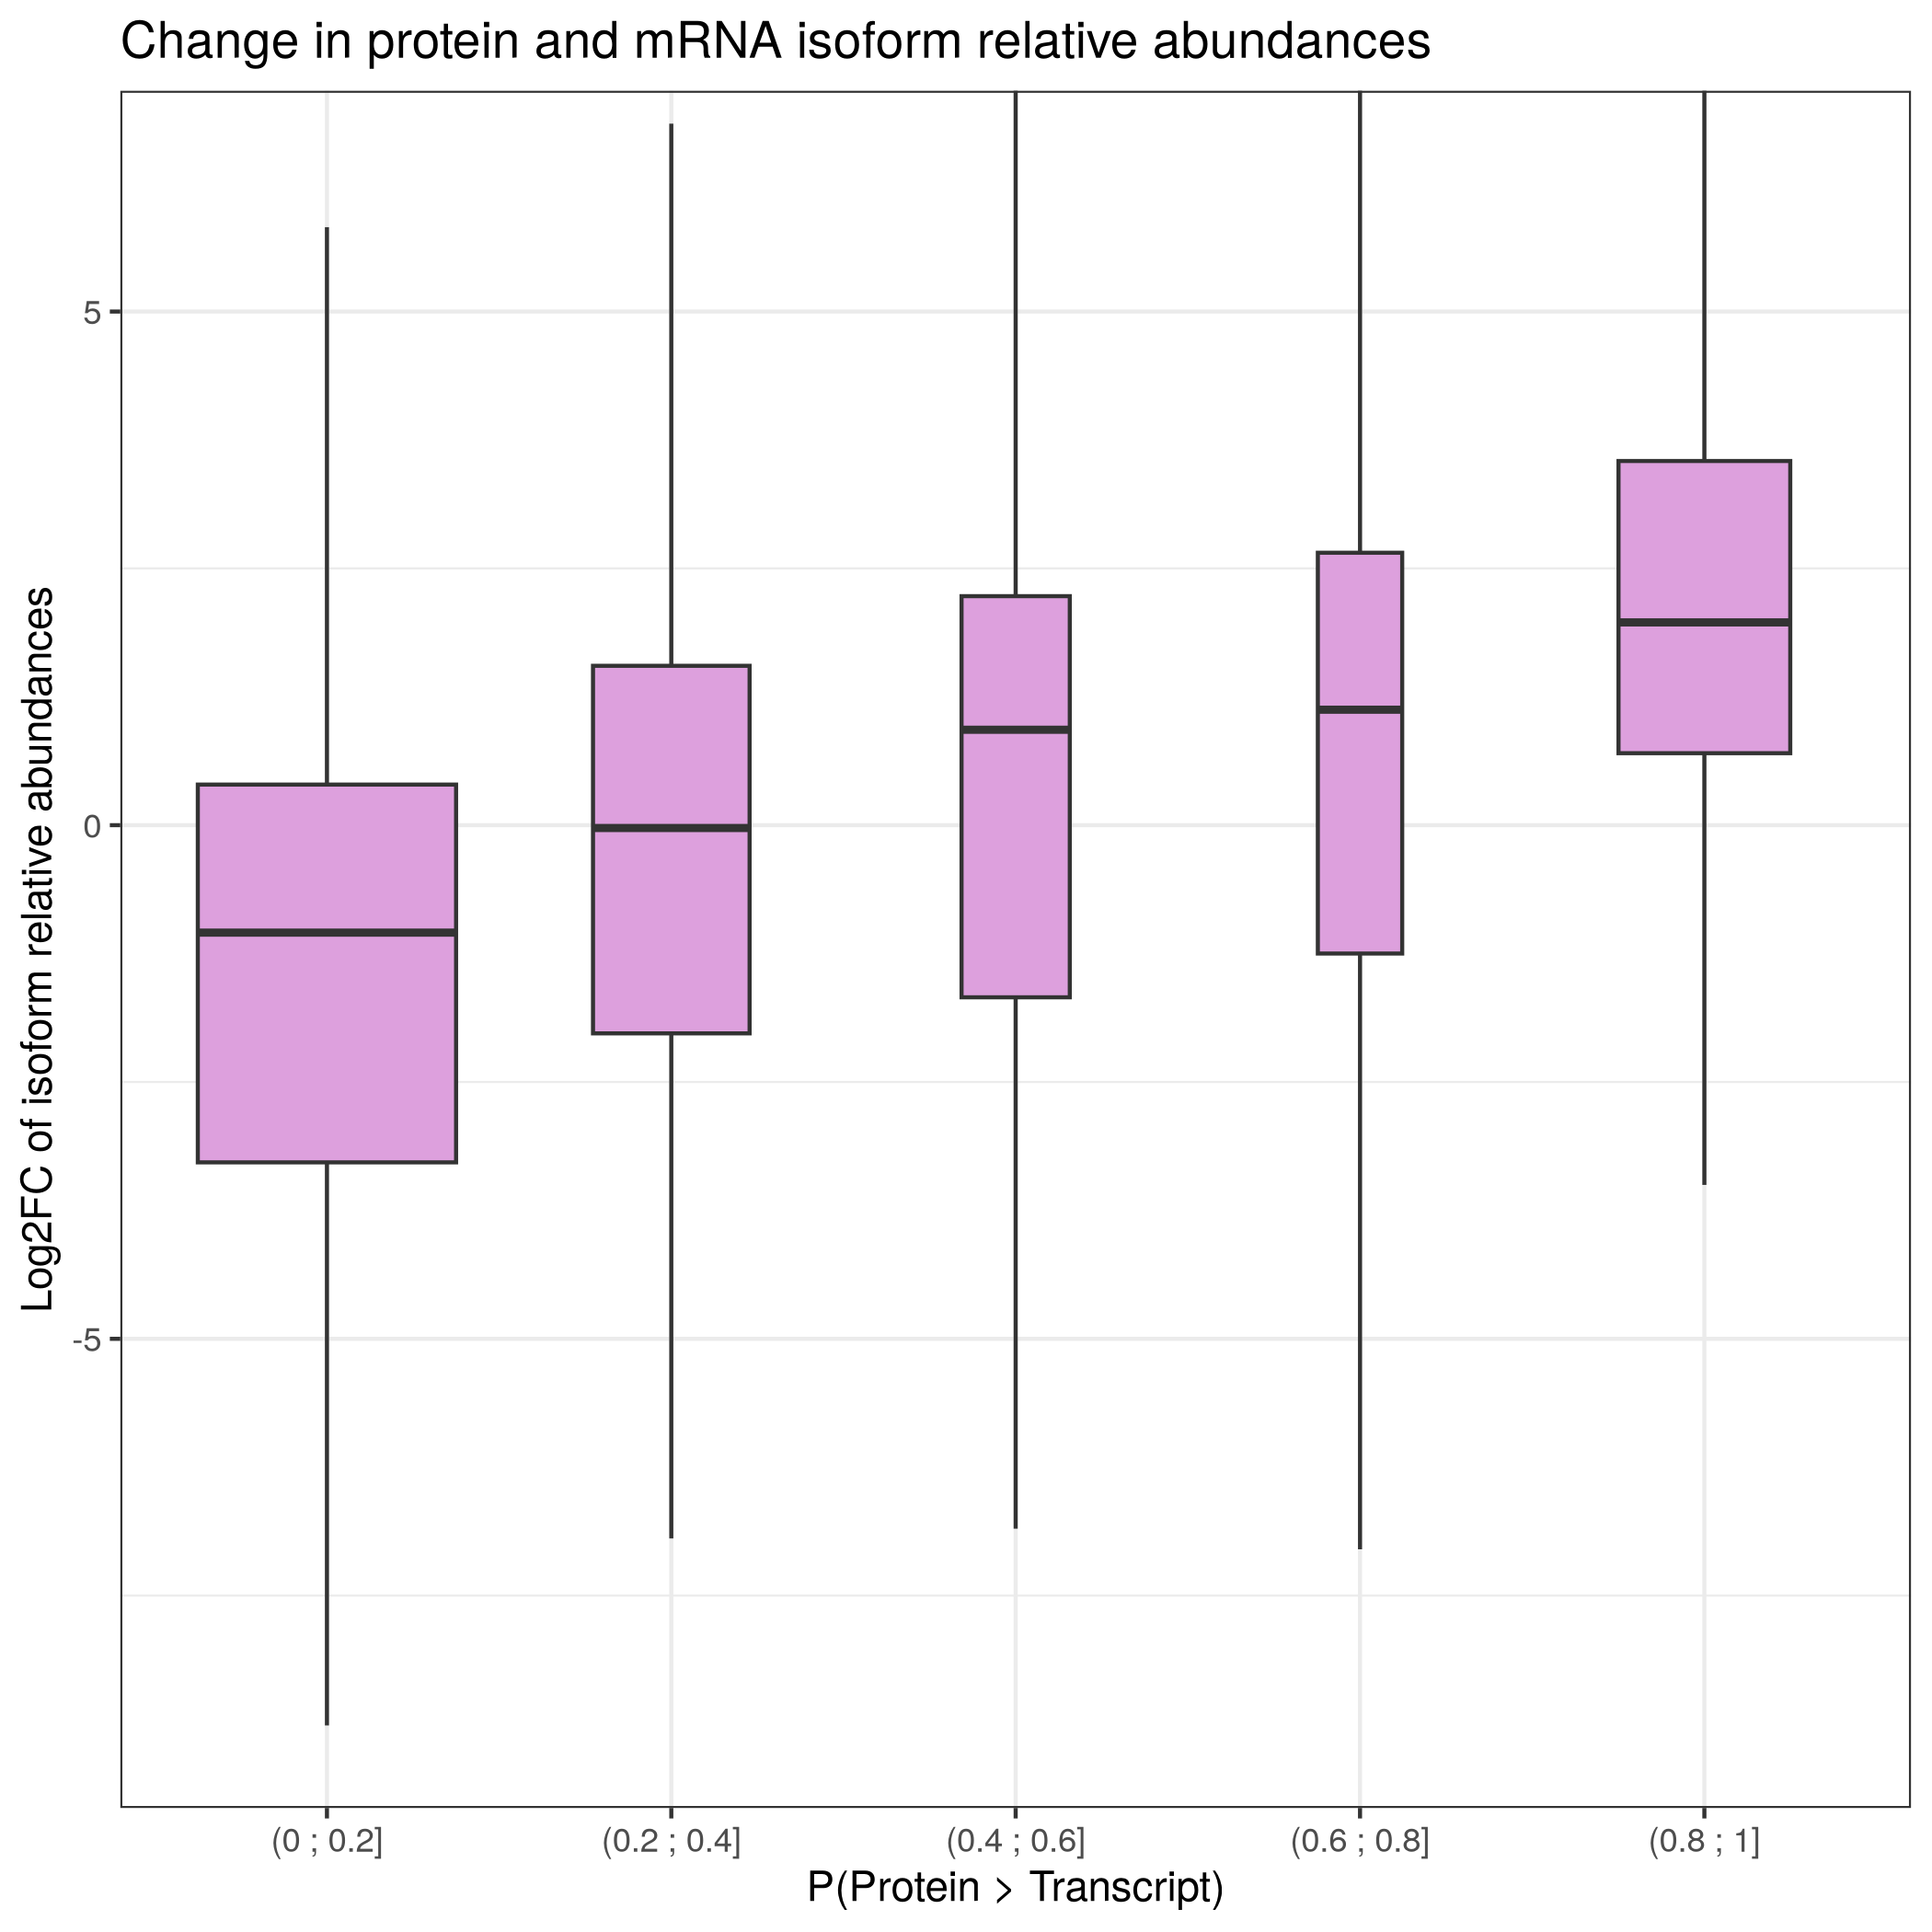 Change in protein and mRNA isoform relative abundances
Log2FC of isoform relative abundances
5
0
-5
(0 ; 0.2]
(0.2 ; 0.4]
(0.4 ; 0.6]
(0.6 ; 0.8]
(0.8 ; 1]
P(Protein > Transcript)